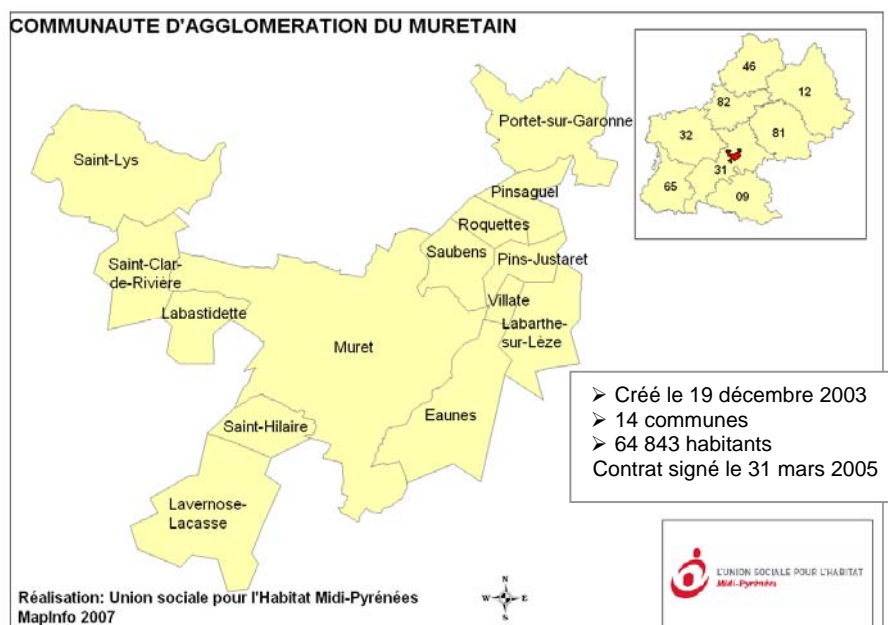 COMMUNAUTE D'AGGLOMERATION DU MURETAIN
46
12
82
32
81
31
65
09
Portet-sur-Garonne
Saint-Lys
Pinsaguel
Roquettes
Saubens
Pins-Justaret
Saint-Clar-
de-Rivière
Villate
Labastidette
Labarthe-
sur-Lèze
Muret
Eaunes
Saint-Hilaire
Lavernose-
Lacasse
➢ Créé le 19 décembre 2003
➢ 14 communes
➢ 64 843 habitants
Contrat signé le 31 mars 2005
L'UNION SOCIALE POUR L'HABITAT
Midi-Pyrénées
N
W E
S
Réalisation: Union sociale pour l'Habitat Midi-Pyrénées
MapInfo 2007